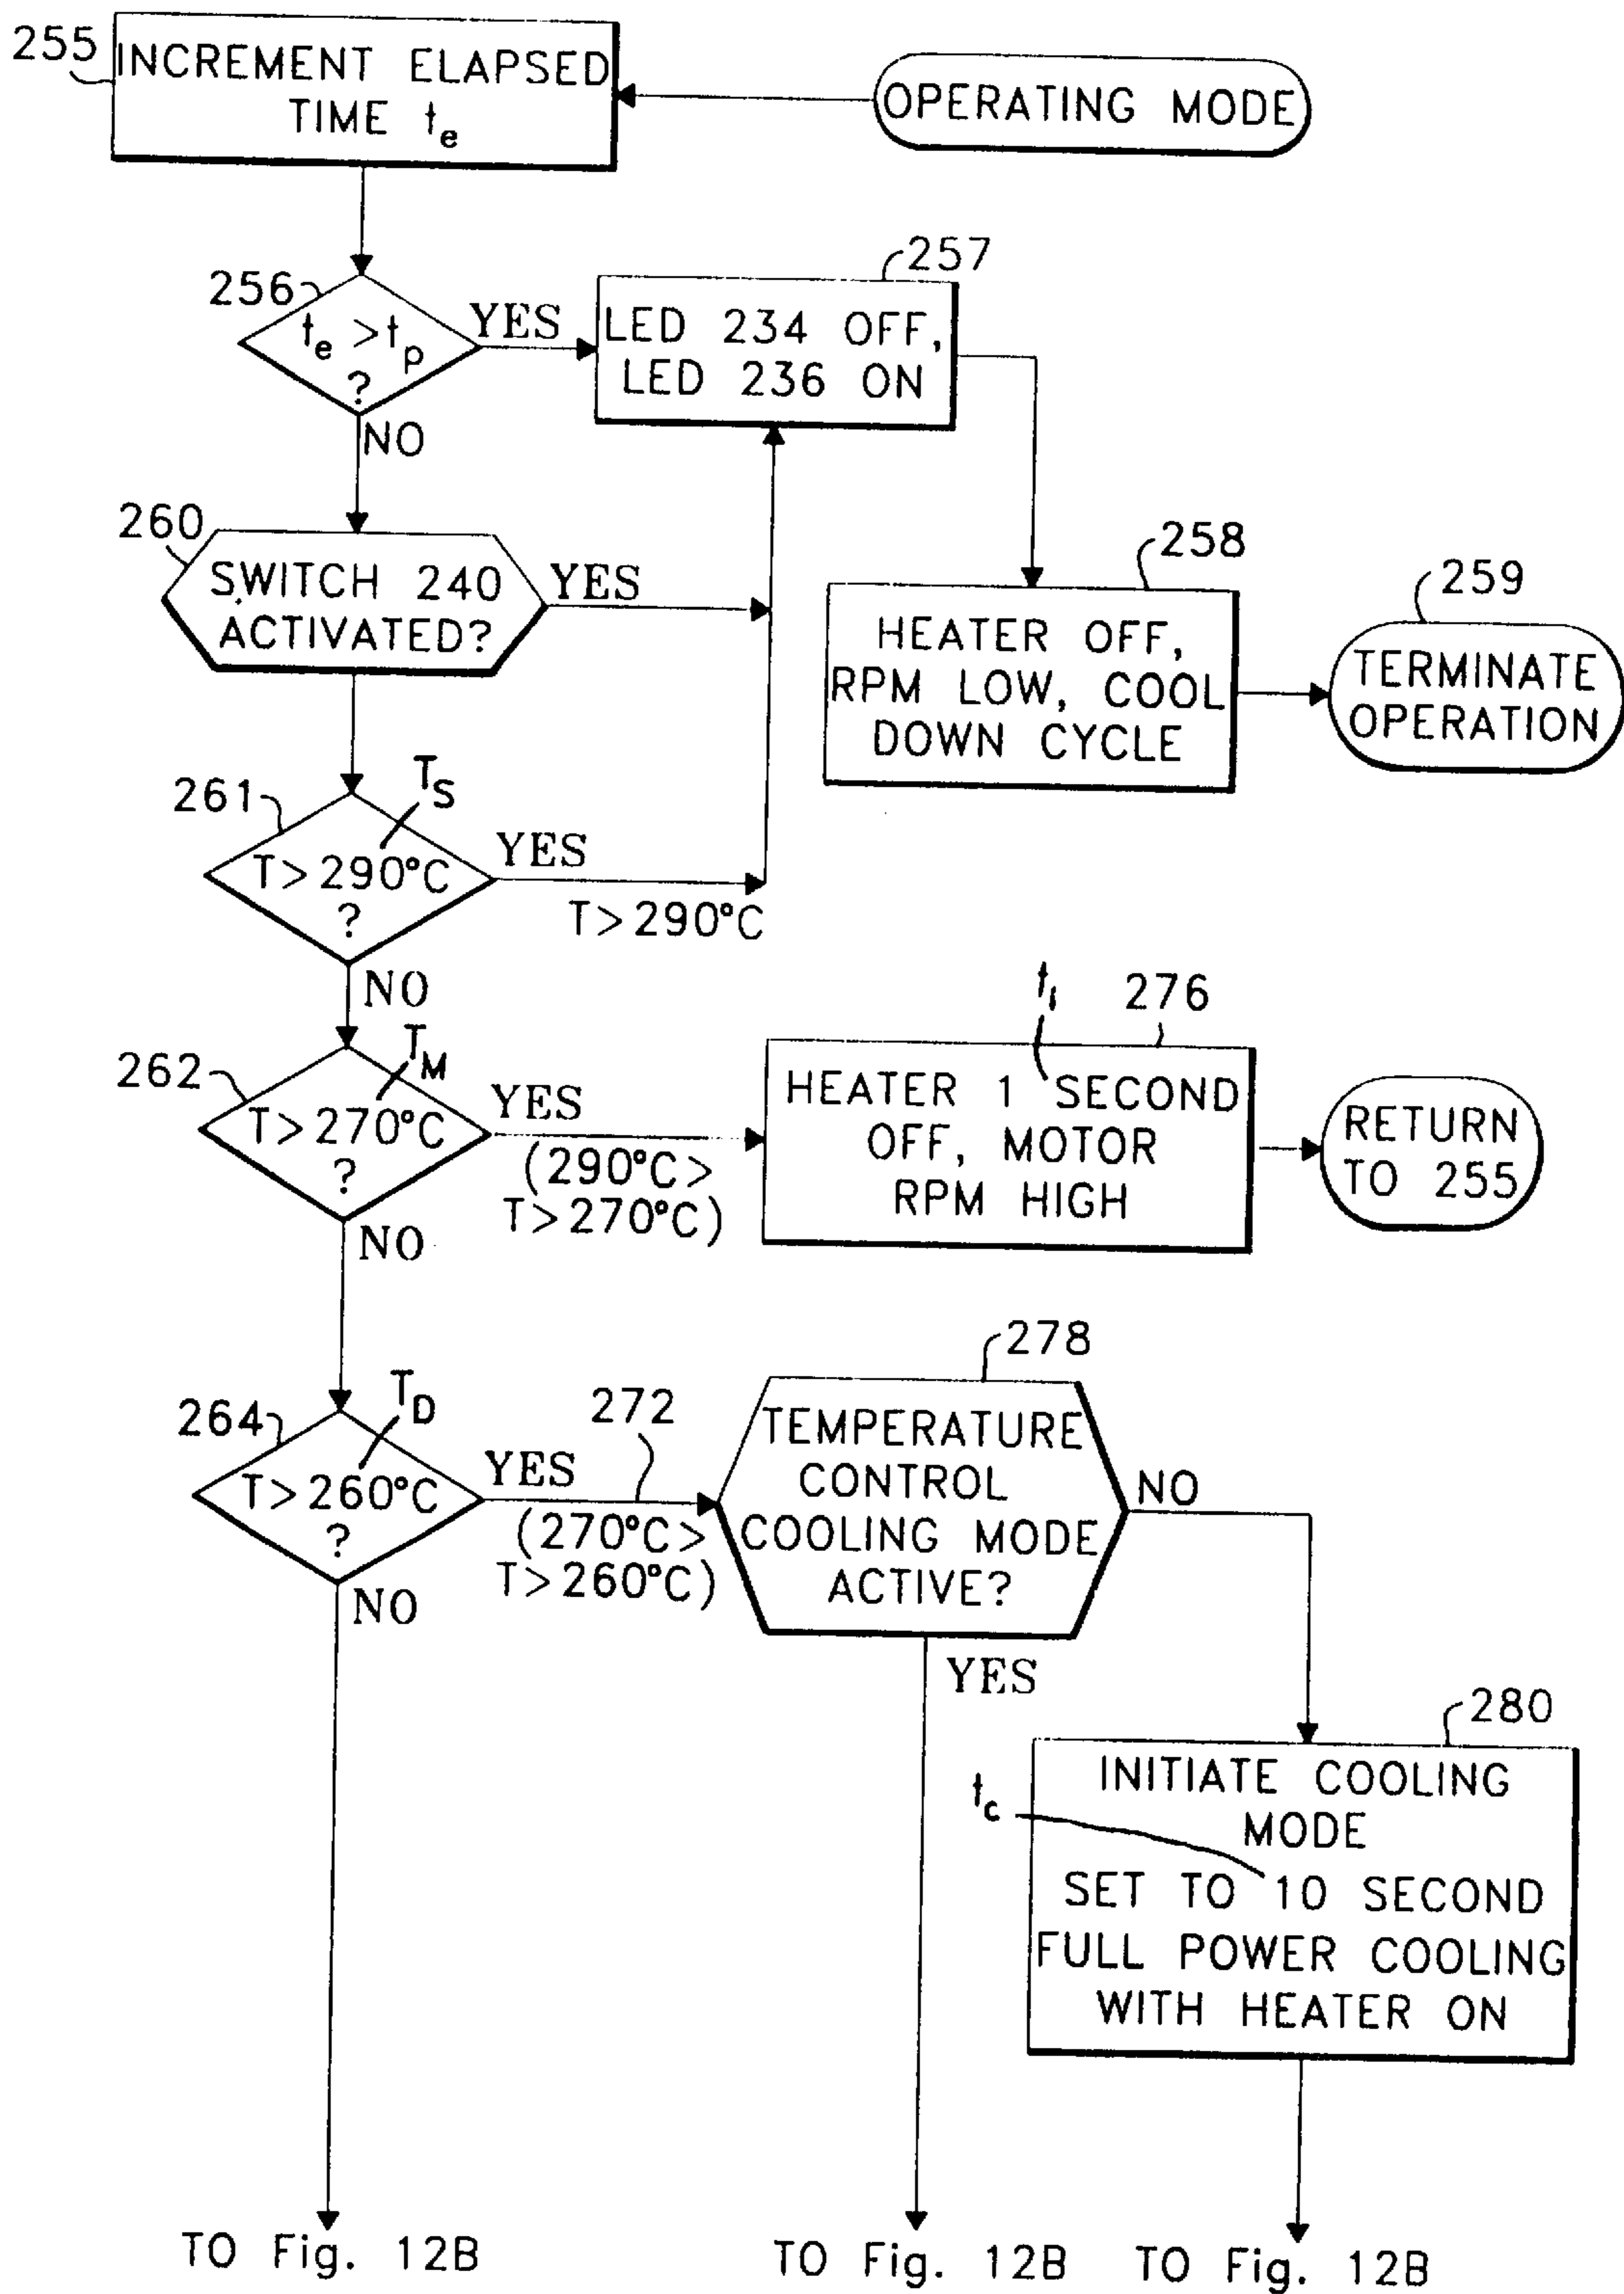 255
INCREMENT ELAPSED
TIME te
OPERATING MODE
256
te >tp
?
YES
NO
257
LED 234 OFF,
LED 236 ON
260
SWITCH 240
ACTIVATED?
YES
258
HEATER OFF,
RPM LOW, COOL
DOWN CYCLE
259
TERMINATE
OPERATION
261
TS
T> 290°C
?
YES
T> 290°C
NO
262
TM
T> 270°C
?
YES
(290°C>
T> 270°C)
NO
t1
276
HEATER 1 SECOND
OFF, MOTOR
RPM HIGH
RETURN
TO 255
264
TD
T> 260°C
?
YES
(270°C>
T> 260°C)
NO
272
278
TEMPERATURE
CONTROL
COOLING MODE
ACTIVE?
NO
YES
280
tc
INITIATE COOLING
MODE
SET TO 10 SECOND
FULL POWER COOLING
WITH HEATER ON
TO Fig. 12B
TO Fig. 12B
TO Fig. 12B